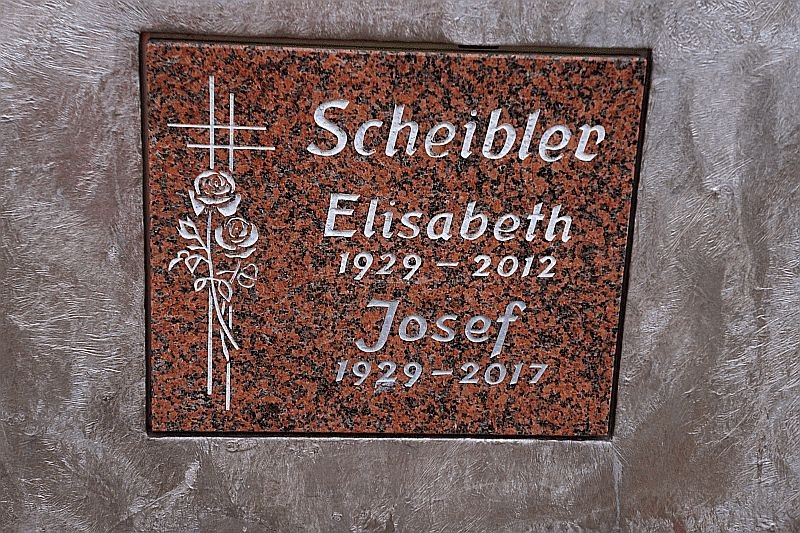 Scheibler
Elisabeth
1929 – 2012
Josef
1929 – 2017